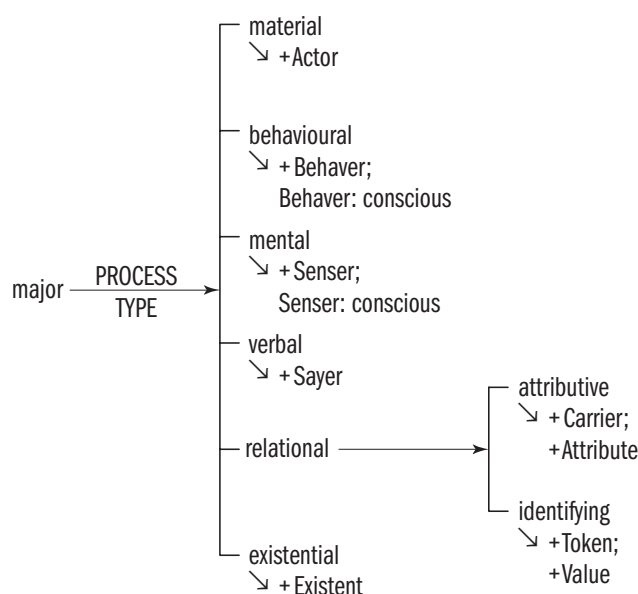 material
↘ +Actor
behavioural
↘ + Behaver;
Behaver: conscious
mental
↘ + Senser;
Senser: conscious
major
PROCESS
TYPE
verbal
↘ + Sayer
relational
attributive
↘ + Carrier;
+Attribute
identifying
↘ +Token;
+Value
existential
↘ + Existent